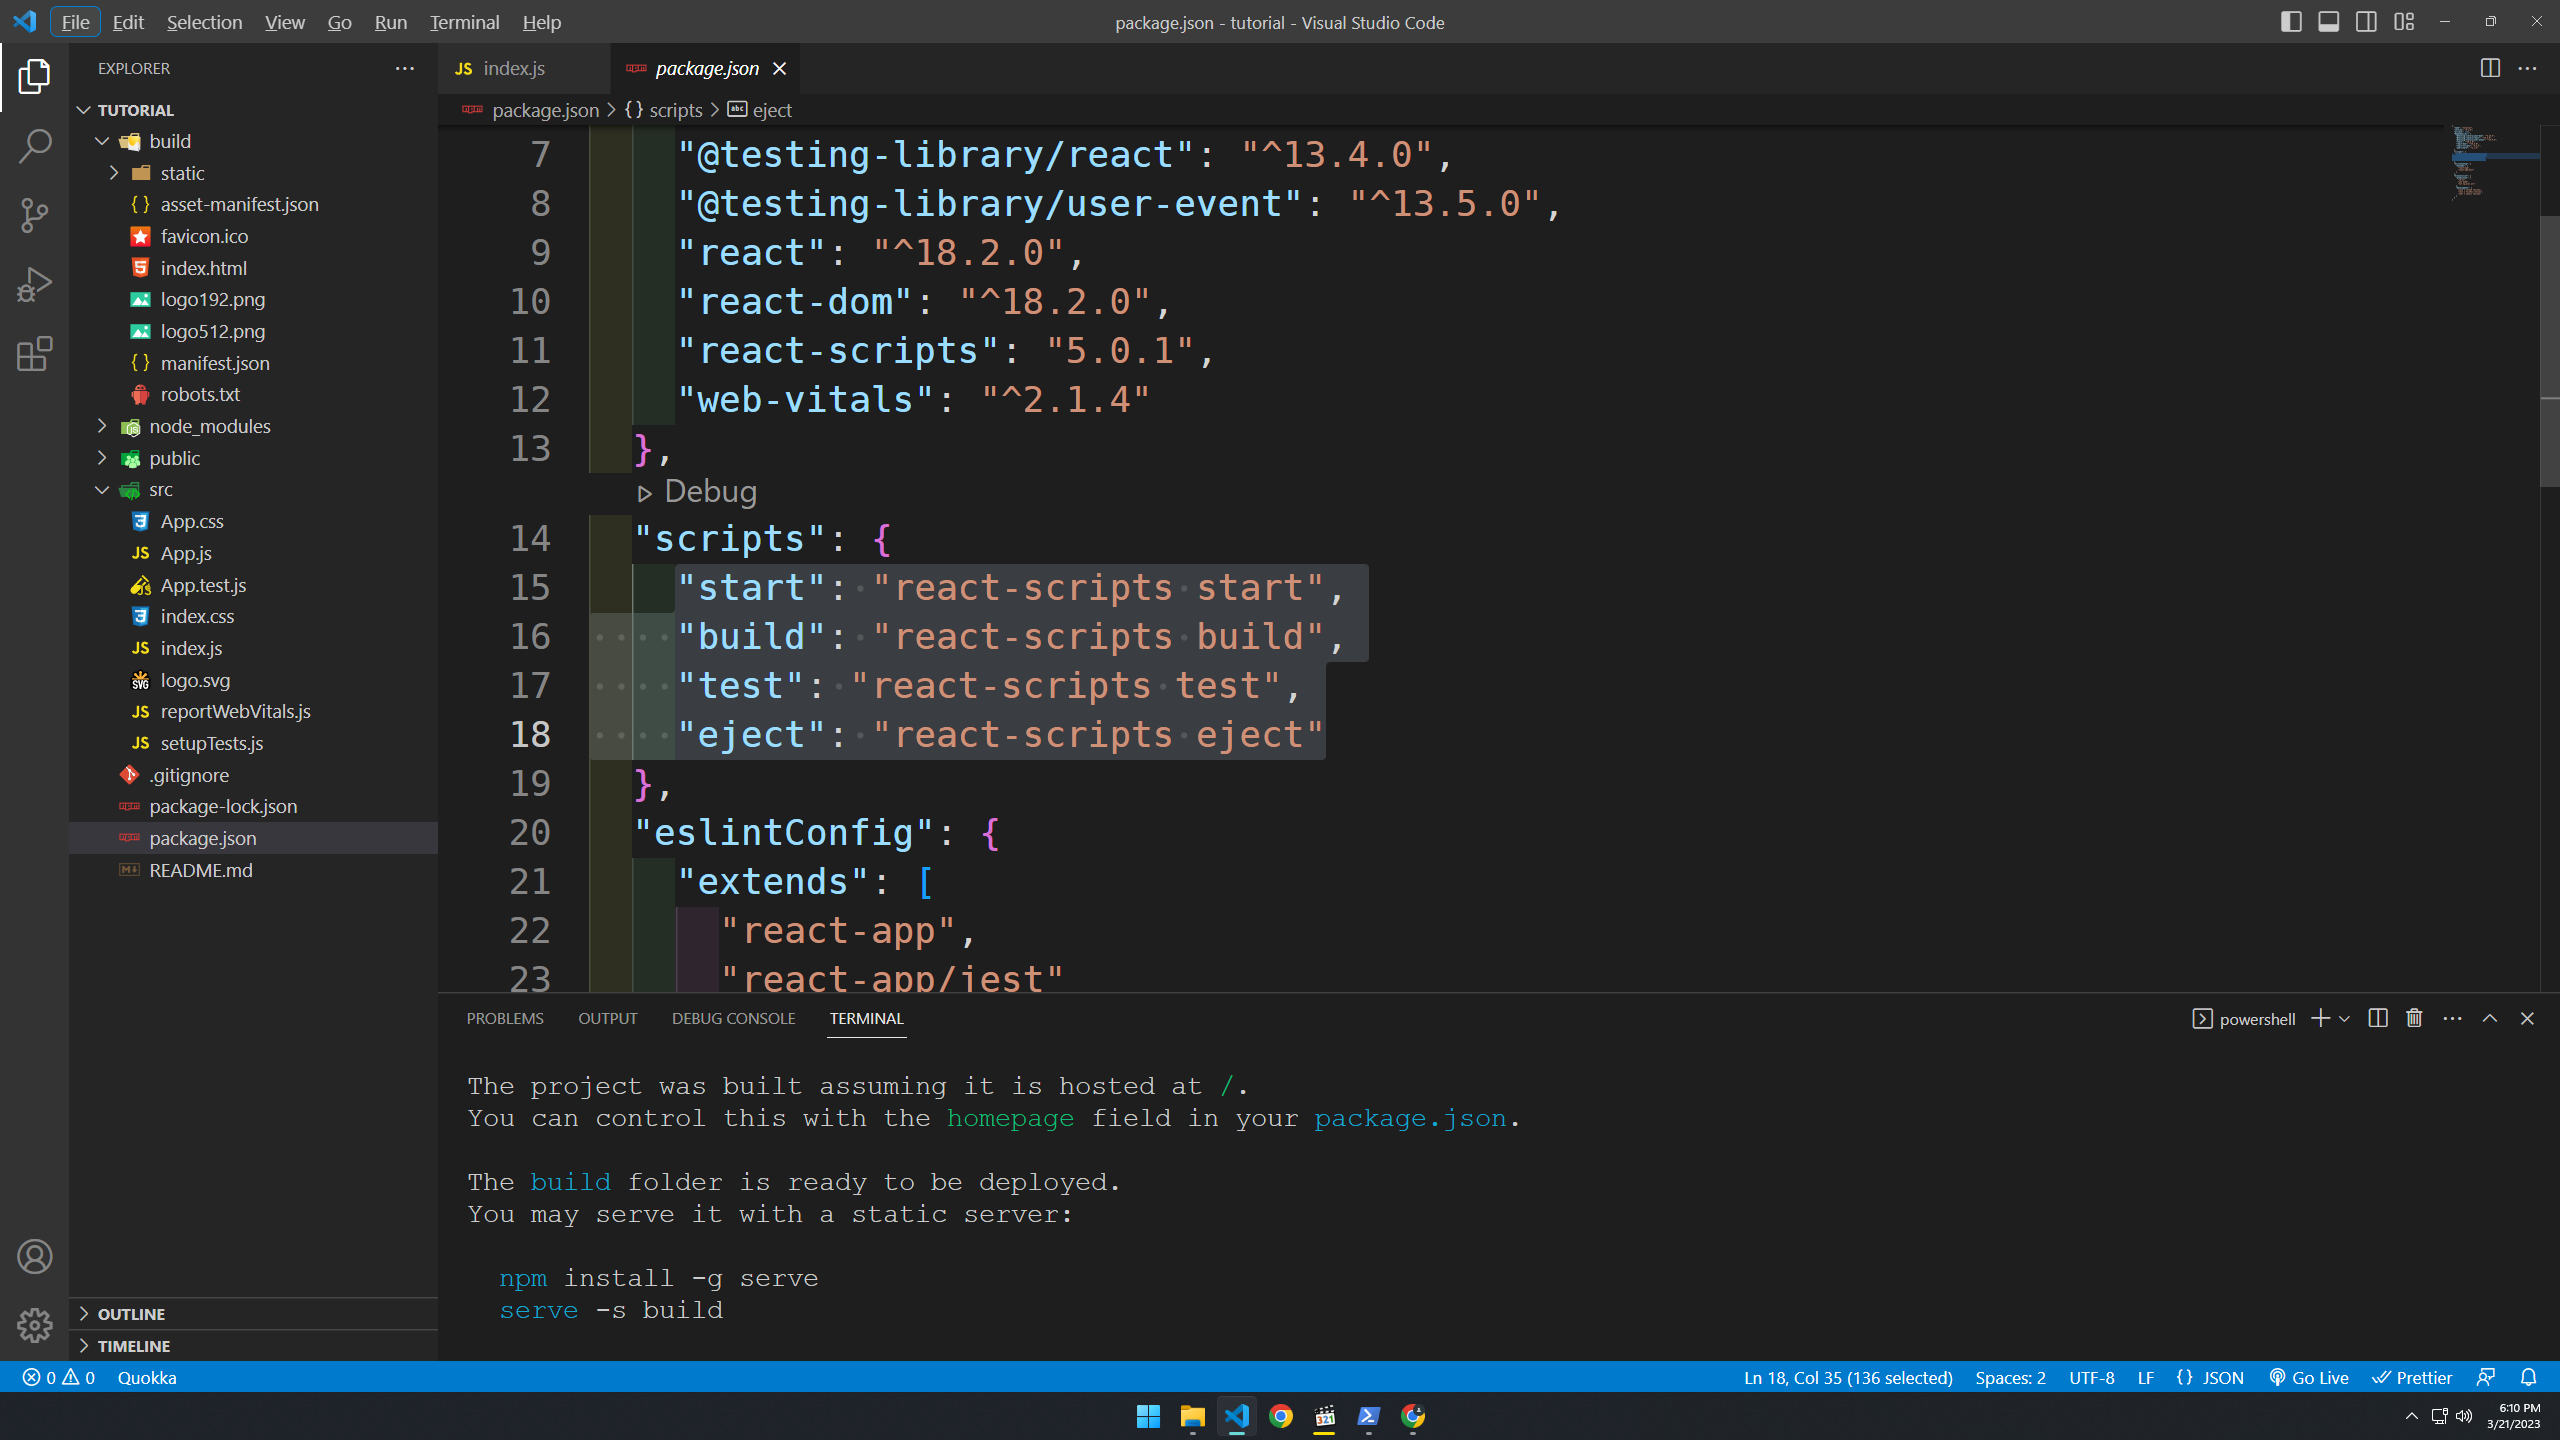 File Edit Selection View Go Run Terminal Help
package.json - tutorial - Visual Studio Code
EXPLORER
TUTORIAL
build
static
asset-manifest.json
favicon.ico
index.html
logo192.png
logo512.png
manifest.json
robots.txt
node_modules
public
src
App.css
App.js
App.test.js
index.css
index.js
logo.svg
reportWebVitals.js
setupTests.js
.gitignore
package-lock.json
package.json
README.md
OUTLINE
TIMELINE
JS index.js
package.json
package.json > {} scripts > abc eject
7 "@testing-library/react": "^13.4.0",
8 "@testing-library/user-event": "^13.5.0",
9 "react": "^18.2.0",
10 "react-dom": "^18.2.0",
11 "react-scripts": "5.0.1",
12 "web-vitals": "^2.1.4"
13 },
Debug
14 "scripts": {
15 "start": "react-scripts start",
16 "build": "react-scripts build",
17 "test": "react-scripts test",
18 "eject": "react-scripts eject"
19 },
20 "eslintConfig": {
21 "extends": [
22 "react-app",
23 "react-app/jest"
PROBLEMS OUTPUT DEBUG CONSOLE TERMINAL
powershell
The project was built assuming it is hosted at /.
You can control this with the homepage field in your package.json.
The build folder is ready to be deployed.
You may serve it with a static server:
npm install -g serve
serve -s build
0 0 Quokka
Ln 18, Col 35 (136 selected) Spaces: 2 UTF-8 LF {} JSON Go Live Prettier
6:10 PM
3/21/2023